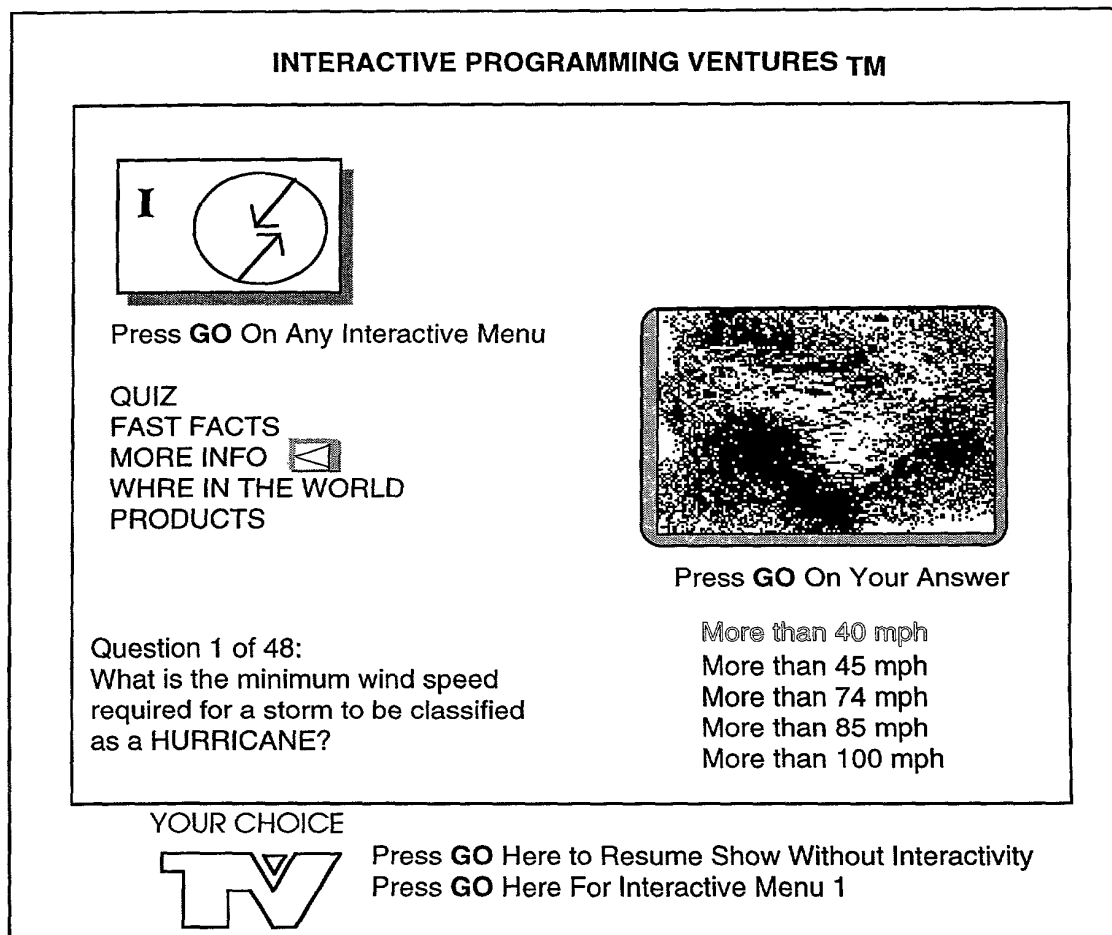 INTERACTIVE PROGRAMMING VENTURES TM
I
Press GO On Any Interactive Menu
QUIZ
FAST FACTS
MORE INFO
WHRE IN THE WORLD
PRODUCTS
Press GO On Your Answer
Question 1 of 48:
What is the minimum wind speed
required for a storm to be classified
as a HURRICANE?
More than 40 mph
More than 45 mph
More than 74 mph
More than 85 mph
More than 100 mph
YOUR CHOICE
TV
Press GO Here to Resume Show Without Interactivity
Press GO Here For Interactive Menu 1